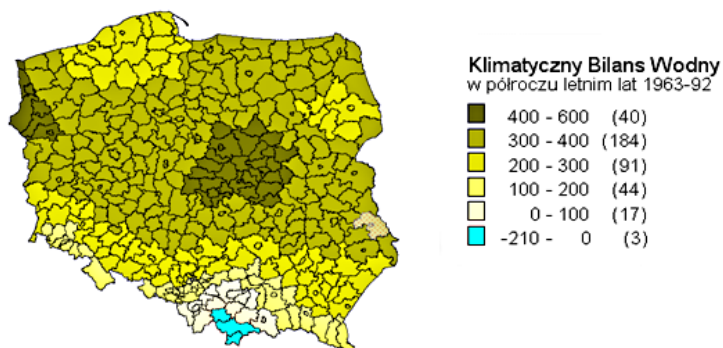 Klimatyczny Bilans Wodny
w półroczu letnim lat 1963-92
400 - 600 (40)
300 - 400 (184)
200 - 300 (91)
100 - 200 (44)
0 - 100 (17)
-210 - 0 (3)